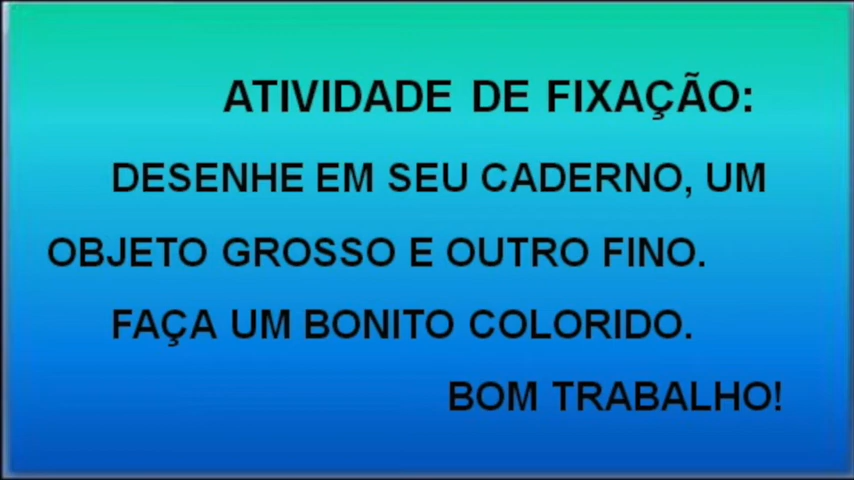 ATIVIDADE DE FIXAÇÃO:
DESENHE EM SEU CADERNO, UM
OBJETO GROSSO E OUTRO FINO.
FAÇA UM BONITO COLORIDO.
BOM TRABALHO!